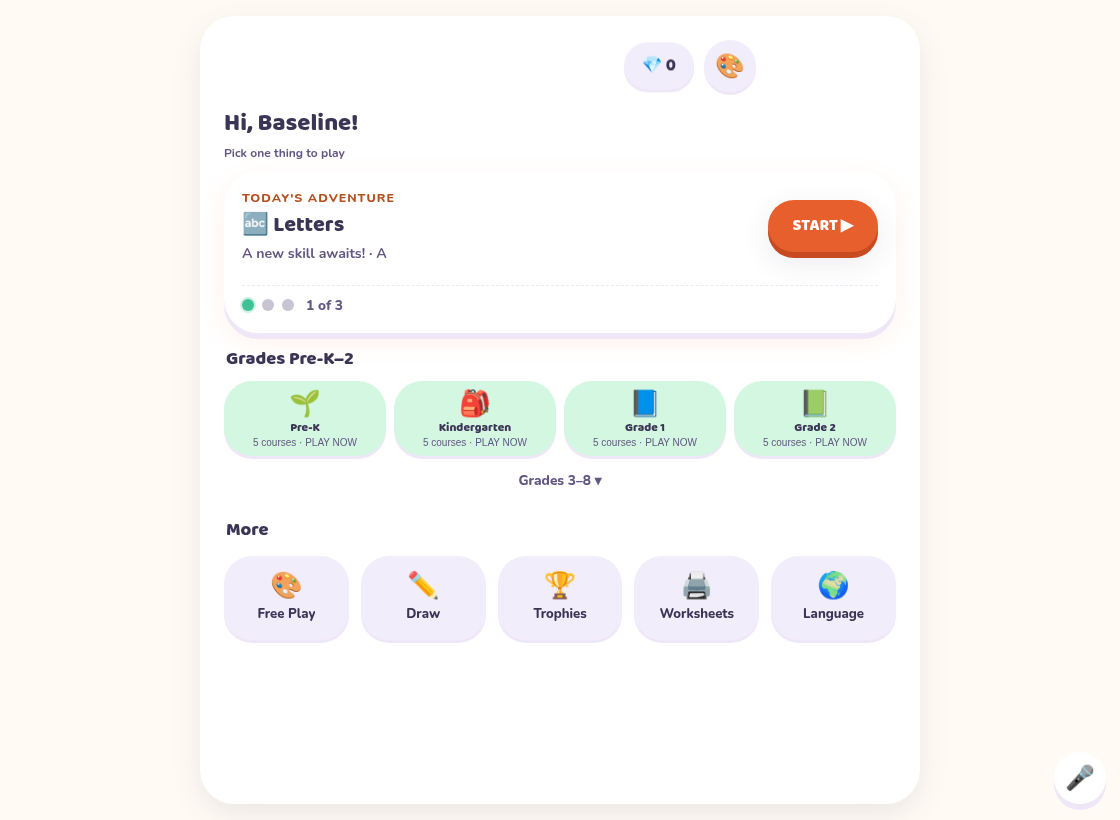 0
Hi, Baseline!
Pick one thing to play
TODAY'S ADVENTURE
🔤 Letters
START ▶
A new skill awaits! · A
1 of 3
Grades Pre-K–2
Pre-K
5 courses · PLAY NOW
Kindergarten
5 courses · PLAY NOW
Grade 1
5 courses · PLAY NOW
Grade 2
5 courses · PLAY NOW
Grades 3–8 ▾
More
Free Play
Draw
Trophies
Worksheets
Language